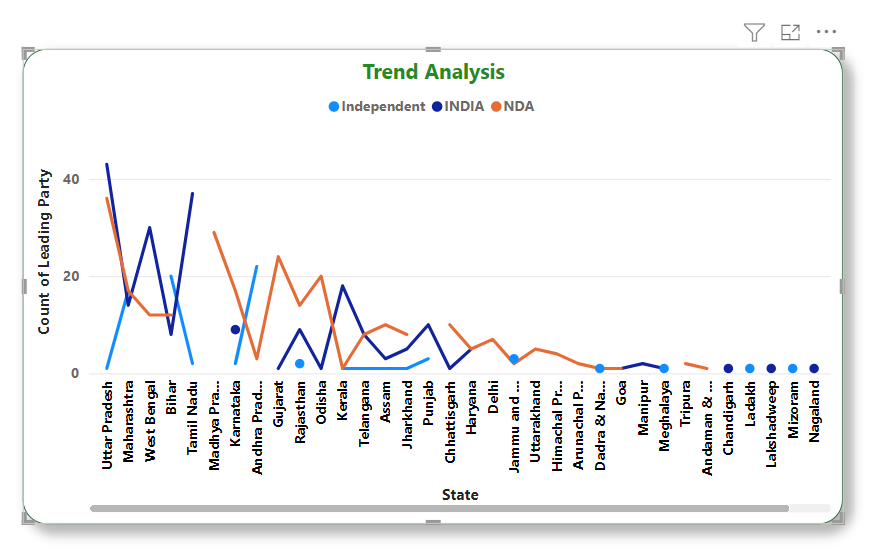 Trend Analysis
Independent INDIA NDA
Count of Leading Party
40
20
0
Uttar Pradesh
Maharashtra
West Bengal
Bihar
Tamil Nadu
Madhya Pra...
Karnataka
Andhra Prad...
Gujarat
Rajasthan
Odisha
Kerala
Telangana
Assam
Jharkhand
Punjab
Chhattisgarh
Haryana
Delhi
Jammu and ...
Uttarakhand
Himachal Pr...
Arunachal P...
Dadra & Na...
Goa
Manipur
Meghalaya
Tripura
Andaman & ...
Chandigarh
Ladakh
Lakshadweep
Mizoram
Nagaland
State